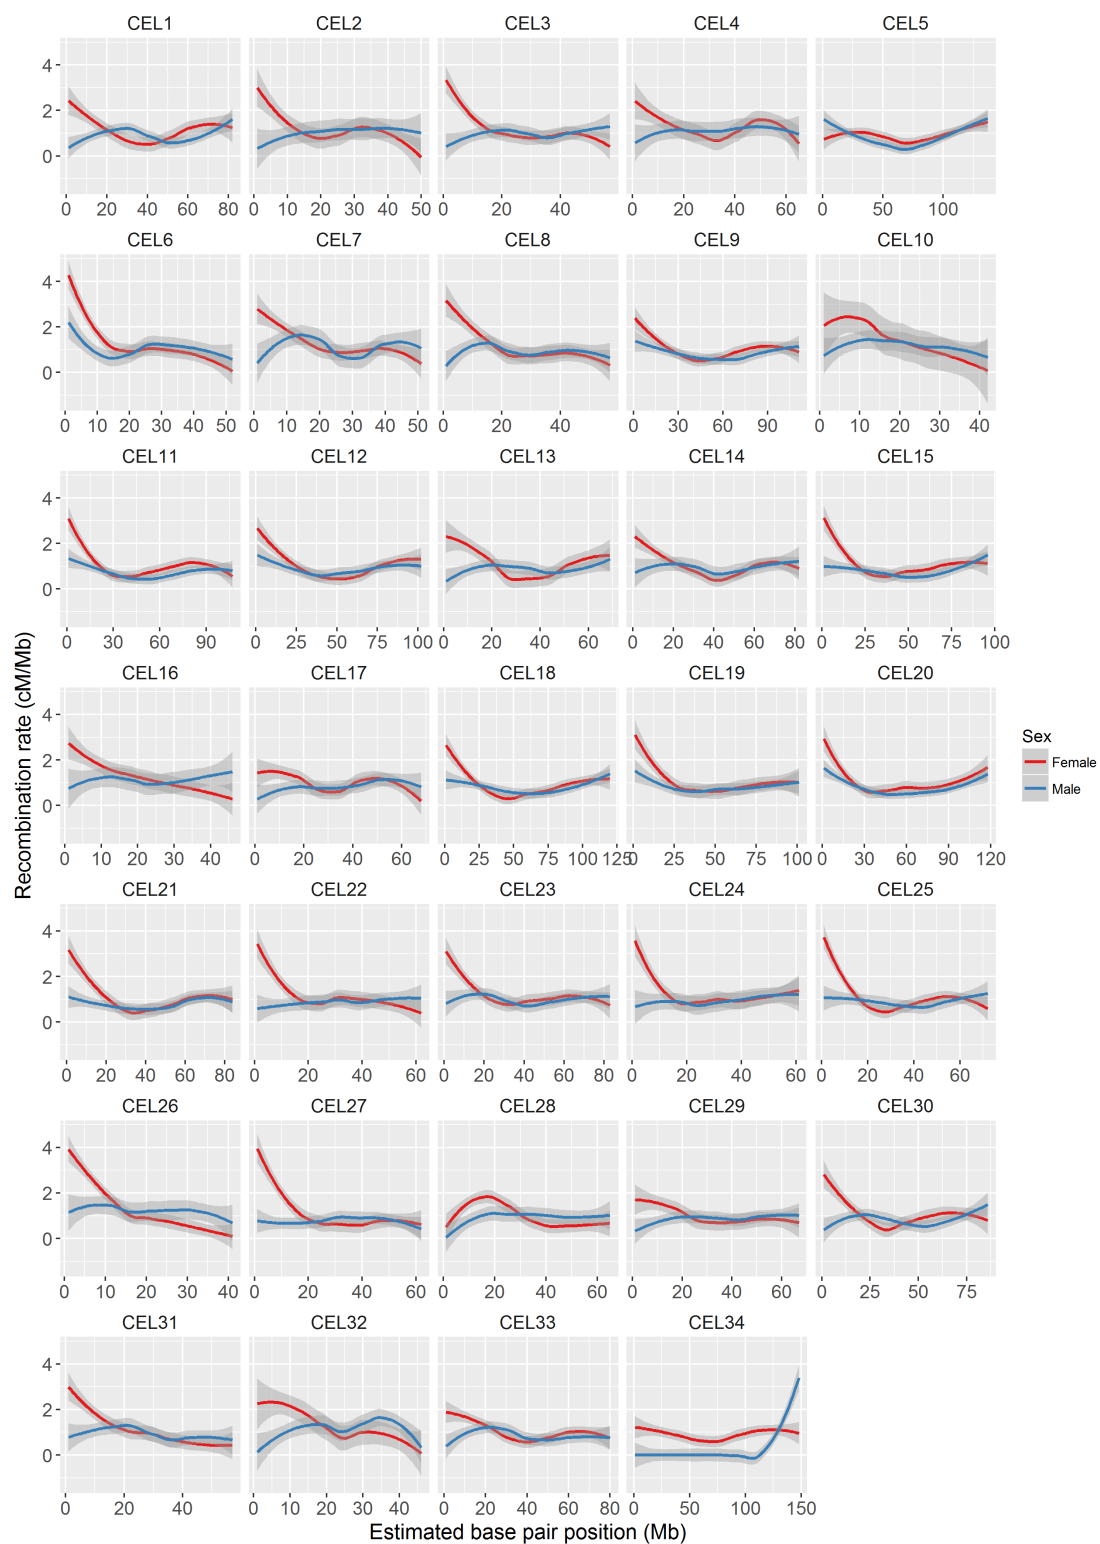 CEL1 CEL2 CEL3 CEL4 CEL5
4
2
0
0 20 40 60 80 0 10 20 30 40 50 0 20 40 0 20 40 60 0 50 100
CEL6 CEL7 CEL8 CEL9 CEL10
4
2
0
0 10 20 30 40 50 0 10 20 30 40 50 0 20 40 0 30 60 90 0 10 20 30 40
CEL11 CEL12 CEL13 CEL14 CEL15
4
2
0
0 30 60 90 0 25 50 75 100 0 20 40 60 0 20 40 60 80 0 25 50 75 100
CEL16 CEL17 CEL18 CEL19 CEL20
4
2
0
0 10 20 30 40 0 20 40 60 0 25 50 75 100 125 0 25 50 75 100 0 30 60 90 120
CEL21 CEL22 CEL23 CEL24 CEL25
4
2
0
0 20 40 60 80 0 20 40 60 0 20 40 60 80 0 20 40 60 0 20 40 60
CEL26 CEL27 CEL28 CEL29 CEL30
4
2
0
0 10 20 30 40 0 20 40 60 0 20 40 60 0 20 40 60 0 25 50 75
CEL31 CEL32 CEL33 CEL34
4
2
0
0 20 40 0 10 20 30 40 0 20 40 60 80 0 50 100 150
Recombination rate (cM/Mb)
Estimated base pair position (Mb)
Sex
Female
Male